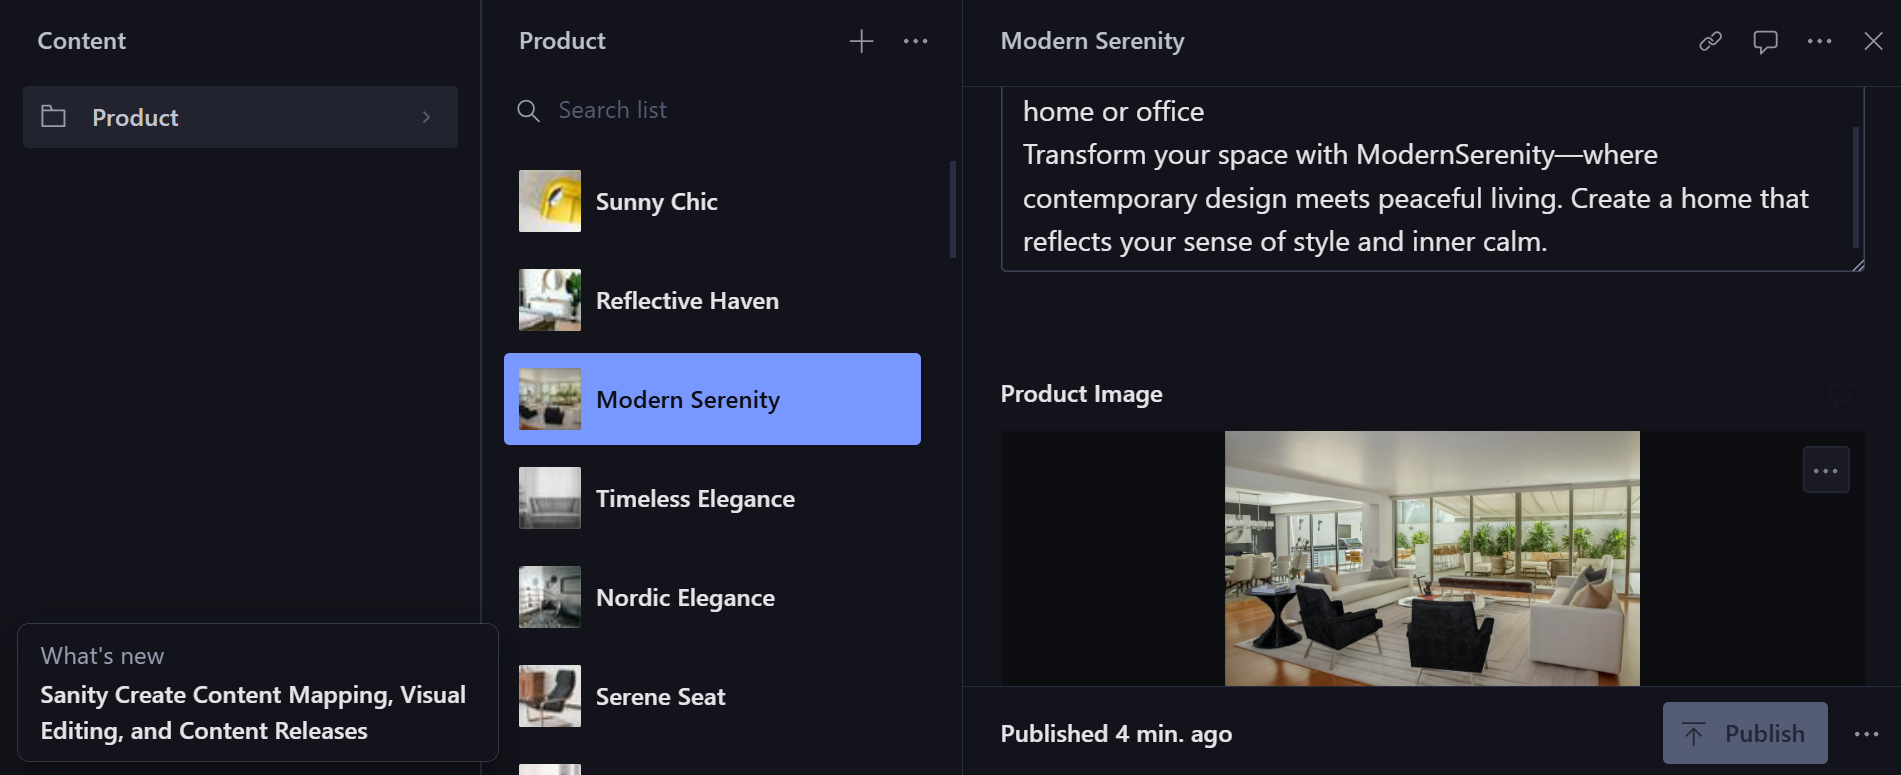 Content
Product
Product
Search list
Sunny Chic
Reflective Haven
Modern Serenity
Timeless Elegance
Nordic Elegance
Serene Seat
What's new
Sanity Create Content Mapping, Visual
Editing, and Content Releases
Modern Serenity
home or office
Transform your space with ModernSerenity—where
contemporary design meets peaceful living. Create a home that
reflects your sense of style and inner calm.
Product Image
Published 4 min. ago
Publish